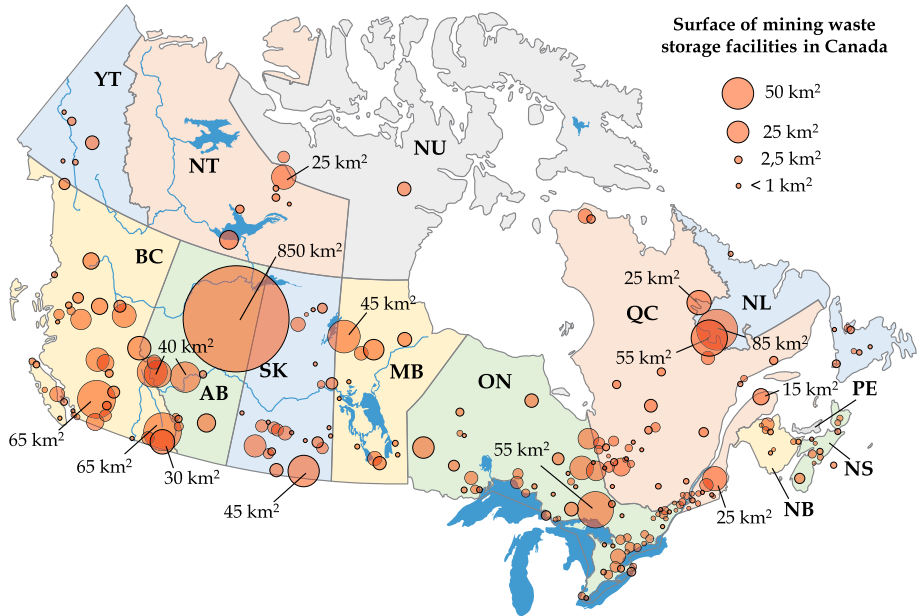 Surface of mining waste
storage facilities in Canada
50 km²
25 km²
2,5 km²
< 1 km²
YT
NT
25 km²
NU
BC
850 km²
45 km²
25 km²
NL
QC
85 km²
55 km²
40 km²
SK
MB
ON
AB
15 km²
PE
65 km²
55 km²
65 km²
30 km²
NS
45 km²
25 km²
NB